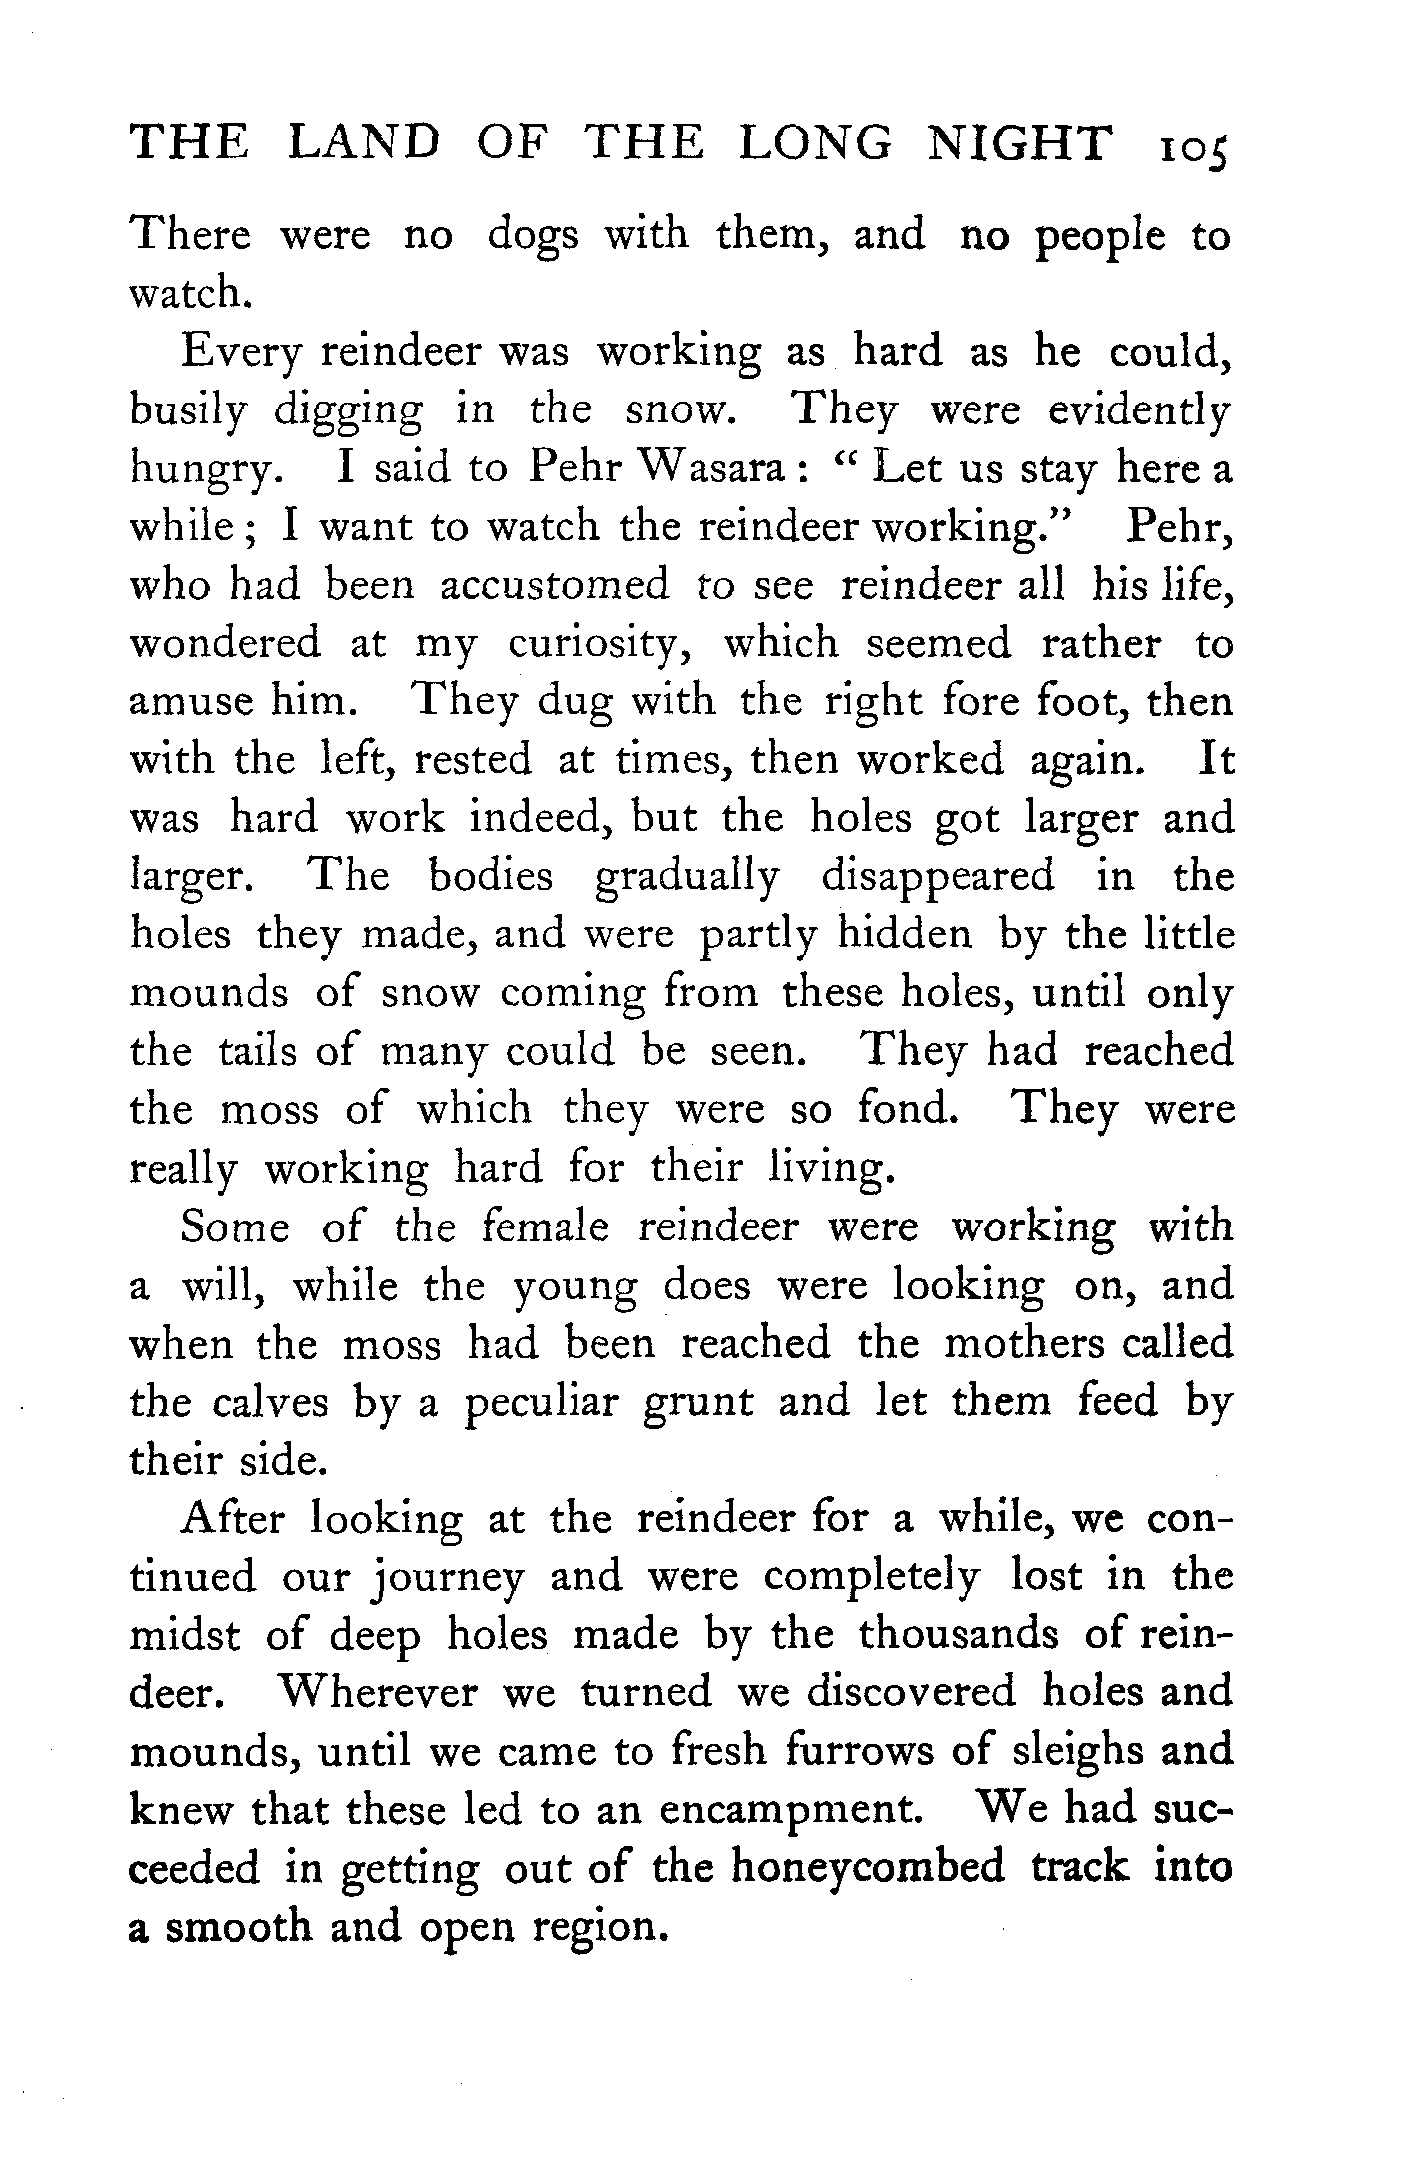 THE LAND OF THE LONG NIGHT 105
There were no dogs with them, and no people to
watch.
Every reindeer was working as hard as he could,
busily digging in the snow. They were evidently
hungry. I said to Pehr Wasara : “ Let us stay here a
while ; I want to watch the reindeer working.” Pehr,
who had been accustomed to see reindeer all his life,
wondered at my curiosity, which seemed rather to
amuse him. They dug with the right fore foot, then
with the left, rested at times, then worked again. It
was hard work indeed, but the holes got larger and
larger. The bodies gradually disappeared in the
holes they made, and were partly hidden by the little
mounds of snow coming from these holes, until only
the tails of many could be seen. They had reached
the moss of which they were so fond. They were
really working hard for their living.
Some of the female reindeer were working with
a will, while the young does were looking on, and
when the moss had been reached the mothers called
the calves by a peculiar grunt and let them feed by
their side.
After looking at the reindeer for a while, we con-
tinued our journey and were completely lost in the
midst of deep holes made by the thousands of rein-
deer. Wherever we turned we discovered holes and
mounds, until we came to fresh furrows of sleighs and
knew that these led to an encampment. We had suc-
ceeded in getting out of the honeycombed track into
a smooth and open region.